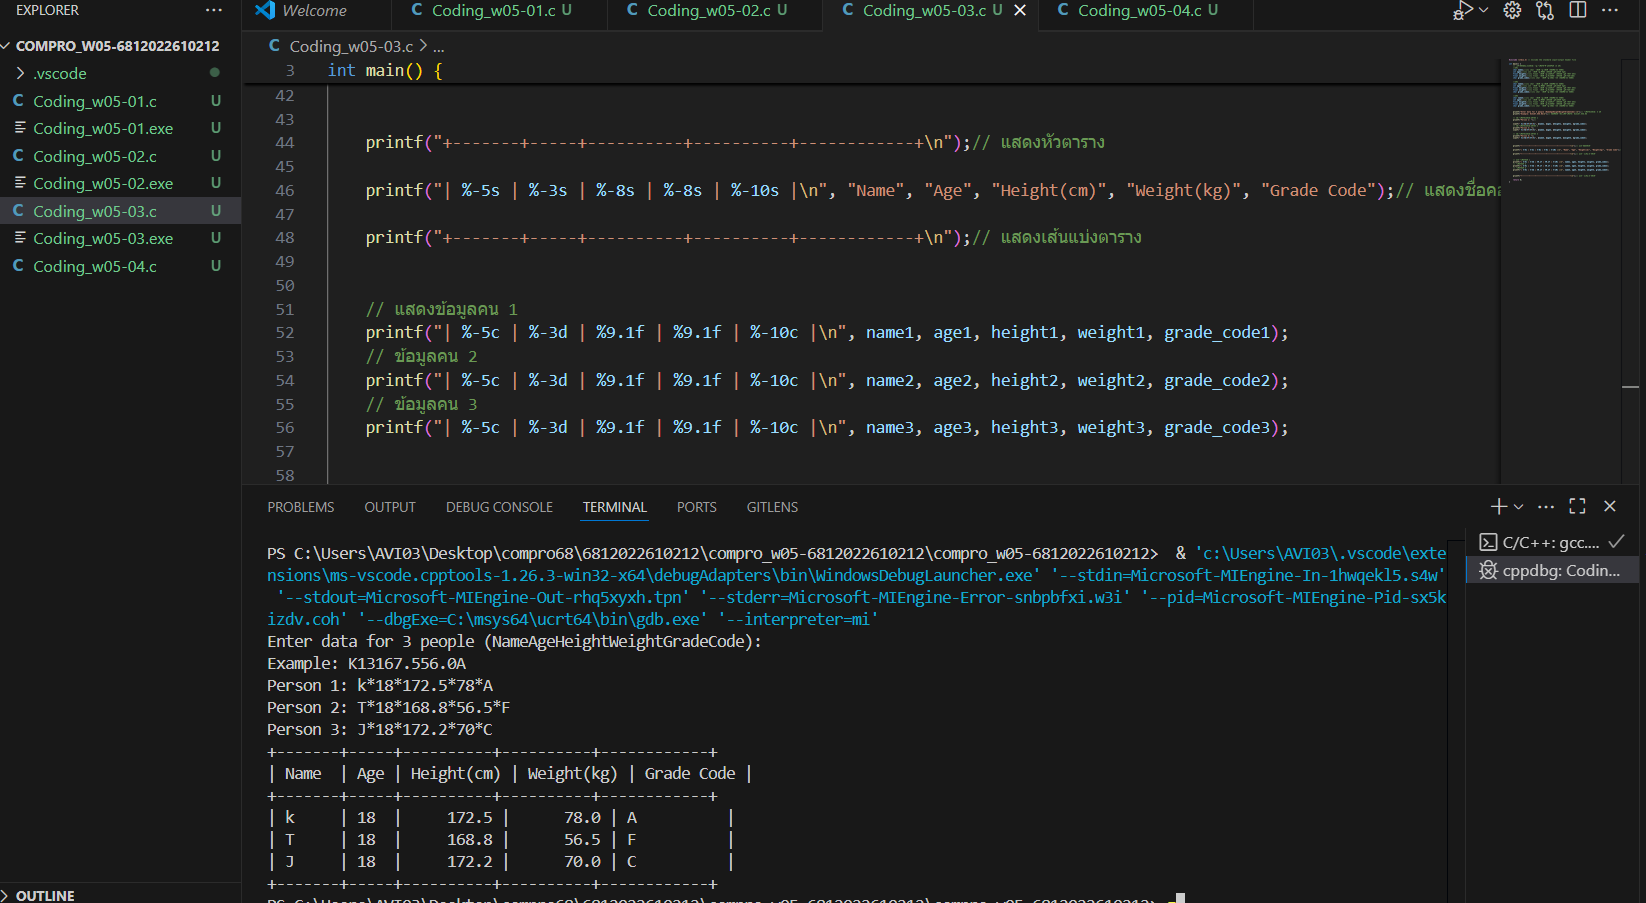 EXPLORER ...
Welcome
C Coding_w05-01.c U
C Coding_w05-02.c U
C Coding_w05-03.c U
C Coding_w05-04.c U
COMPRO_W05-6812022610212
.vscode
C Coding_w05-01.c U
Coding_w05-01.exe U
C Coding_w05-02.c U
Coding_w05-02.exe U
C Coding_w05-03.c U
Coding_w05-03.exe U
C Coding_w05-04.c U
OUTLINE
C Coding_w05-03.c > ...
3 int main() {
42
43
44 printf("+-------+-----+----------+----------+------------+\n");// แสดงหัวตาราง
45
46 printf("| %-5s | %-3s | %-8s | %-8s | %-10s |\n", "Name", "Age", "Height(cm)", "Weight(kg)", "Grade Code");// แสดงชื่อคอ
47
48 printf("+-------+-----+----------+----------+------------+\n");// แสดงเส้นแบ่งตาราง
49
50
51 // แสดงข้อมูลคน 1
52 printf("| %-5c | %-3d | %9.1f | %9.1f | %-10c |\n", name1, age1, height1, weight1, grade_code1);
53 // ข้อมูลคน 2
54 printf("| %-5c | %-3d | %9.1f | %9.1f | %-10c |\n", name2, age2, height2, weight2, grade_code2);
55 // ข้อมูลคน 3
56 printf("| %-5c | %-3d | %9.1f | %9.1f | %-10c |\n", name3, age3, height3, weight3, grade_code3);
57
58
PROBLEMS OUTPUT DEBUG CONSOLE TERMINAL PORTS GITLENS
PS C:\Users\AVI03\Desktop\compro68\6812022610212\compro_w05-6812022610212\compro_w05-6812022610212> & 'c:\Users\AVI03\.vscode\exte
nsions\ms-vscode.cpptools-1.26.3-win32-x64\debugAdapters\bin\WindowsDebugLauncher.exe' '--stdin=Microsoft-MIEngine-In-1hwqekl5.s4w'
'--stdout=Microsoft-MIEngine-Out-rhq5xyxh.tpn' '--stderr=Microsoft-MIEngine-Error-snbpbfxi.w3i' '--pid=Microsoft-MIEngine-Pid-sx5k
izdv.coh' '--dbgExe=C:\msys64\ucrt64\bin\gdb.exe' '--interpreter=mi'
Enter data for 3 people (NameAgeHeightWeightGradeCode):
Example: K13167.556.0A
Person 1: k*18*172.5*78*A
Person 2: T*18*168.8*56.5*F
Person 3: J*18*172.2*70*C
+-------+-----+----------+----------+------------+
| Name  | Age | Height(cm) | Weight(kg) | Grade Code |
+-------+-----+----------+----------+------------+
| k     | 18  |     172.5 |      78.0 | A          |
| T     | 18  |     168.8 |      56.5 | F          |
| J     | 18  |     172.2 |      70.0 | C          |
+-------+-----+----------+----------+------------+
C/C++: gcc....
cppdbg: Codin...